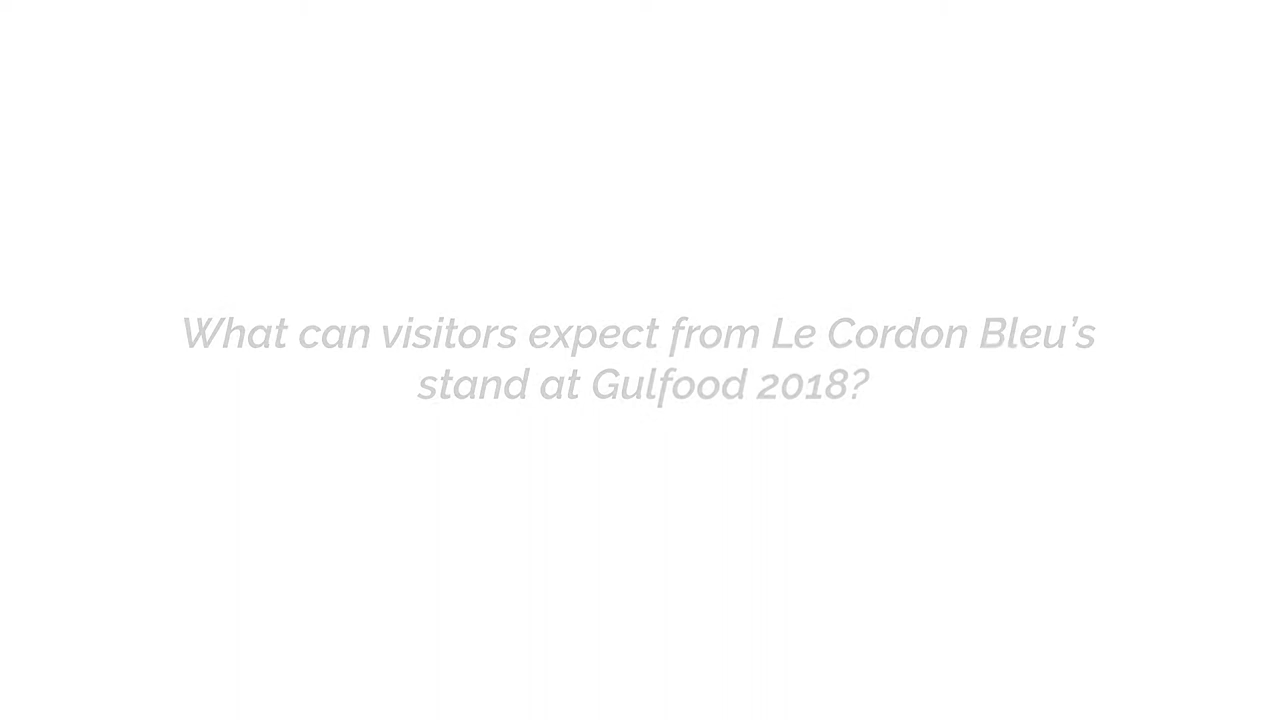 What can visitors expect from Le Cordon Bleu’s
stand at Gulfood 2018?